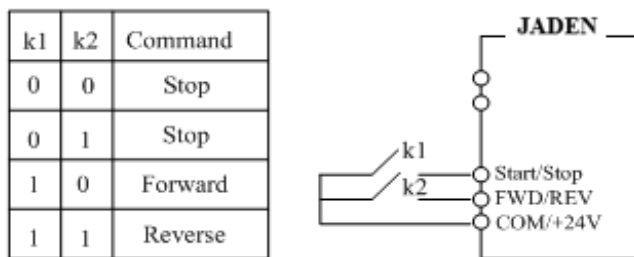 k1 k2 Command
0 0 Stop
0 1 Stop
1 0 Forward
1 1 Reverse
JADEN
k1
Start/Stop
k2
FWD/REV
COM/+24V